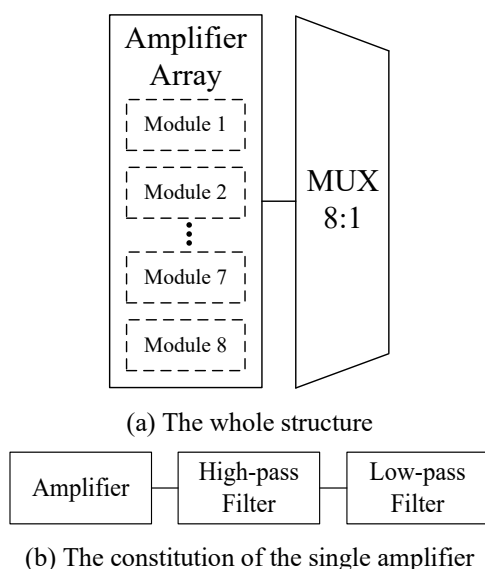 Amplifier
Array
Module 1
Module 2
Module 7
Module 8
MUX
8:1
(a) The whole structure
Amplifier
High-pass
Filter
Low-pass
Filter
(b) The constitution of the single amplifier